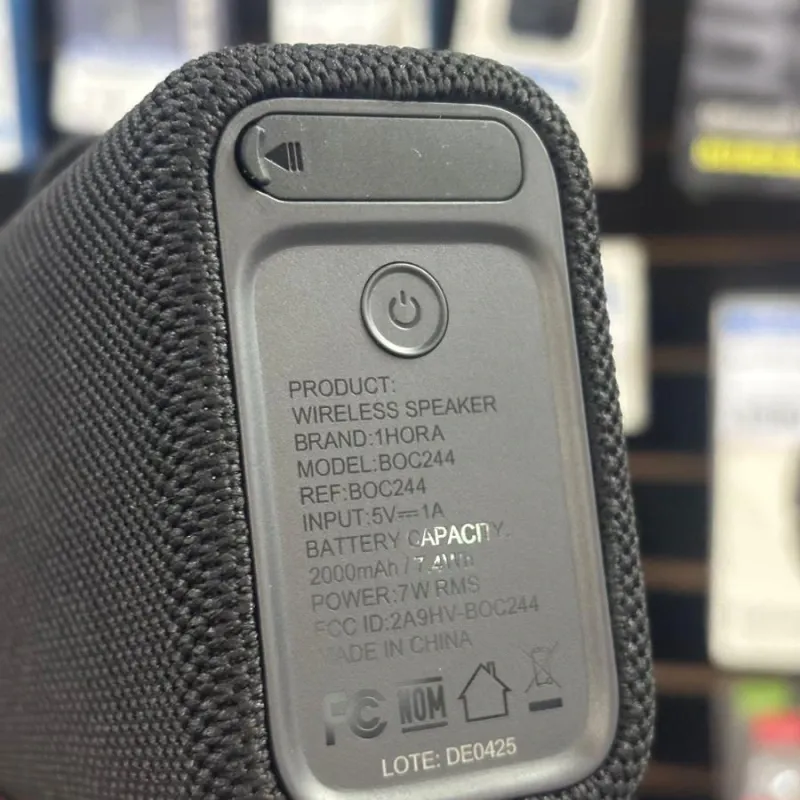 PRODUCT:
WIRELESS SPEAKER
BRAND:1HORA
MODEL:BOC244
REF:BOC244
INPUT:5V⎓1A
BATTERY CAPACITY:
2000mAh / 7.4Wh
POWER:7W RMS
FCC ID:2A9HV-BOC244
MADE IN CHINA
FC NOM
LOTE: DE0425